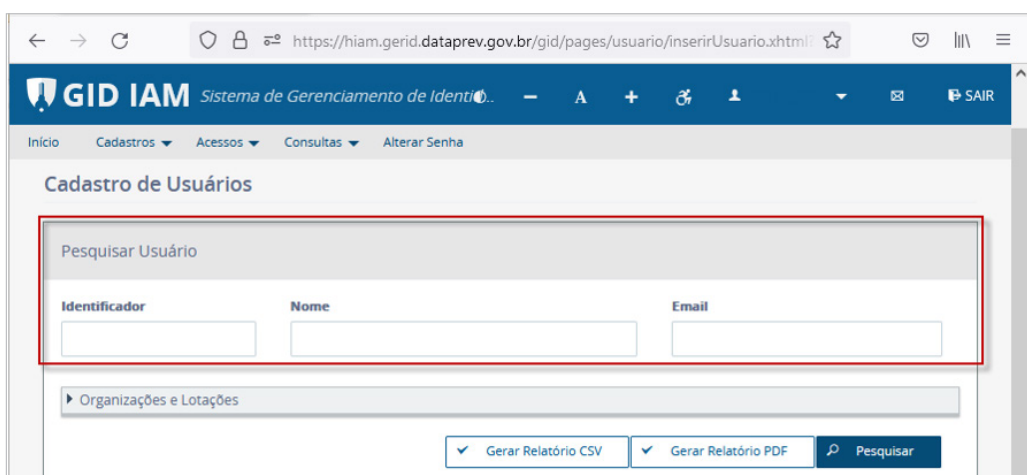 https://hiam.gerid.dataprev.gov.br/gid/pages/usuario/inserirUsuario.xhtml?
GID IAM Sistema de Gerenciamento de Identi.. − A + SAIR
Início Cadastros Acessos Consultas Alterar Senha
Cadastro de Usuários
Pesquisar Usuário
Identificador Nome Email
Organizações e Lotações
Gerar Relatório CSV Gerar Relatório PDF Pesquisar